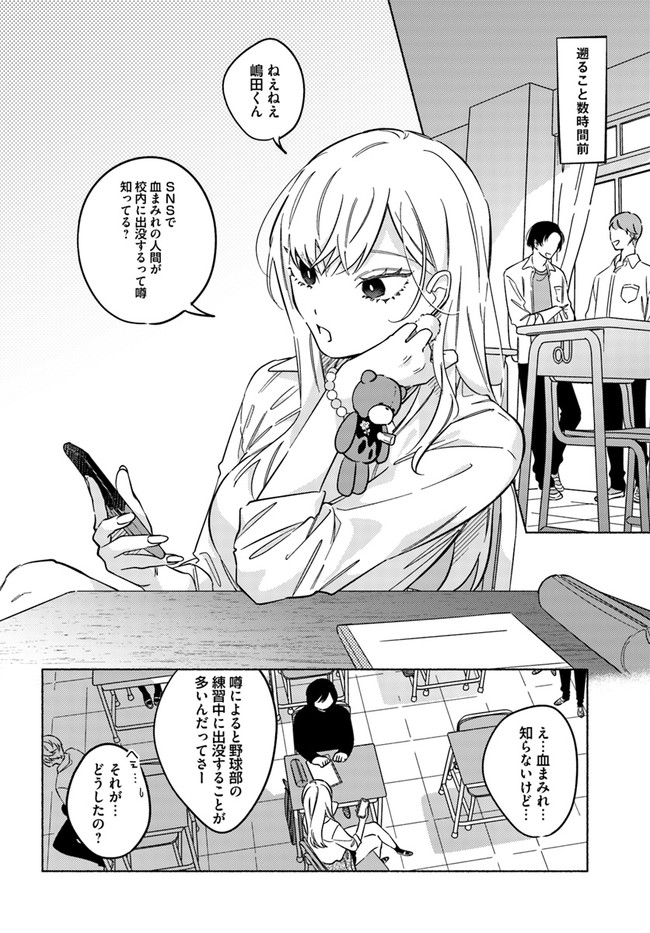 遡ること数時間前
ねえねえ
嶋田くん
SNSで
血まみれの人間が
校内に出没するって噂
知ってる?
え…血まみれ…
知らないけど…
噂によると野球部の
練習中に出没することが
多いんだってさー
へ…
それが…
どうしたの?